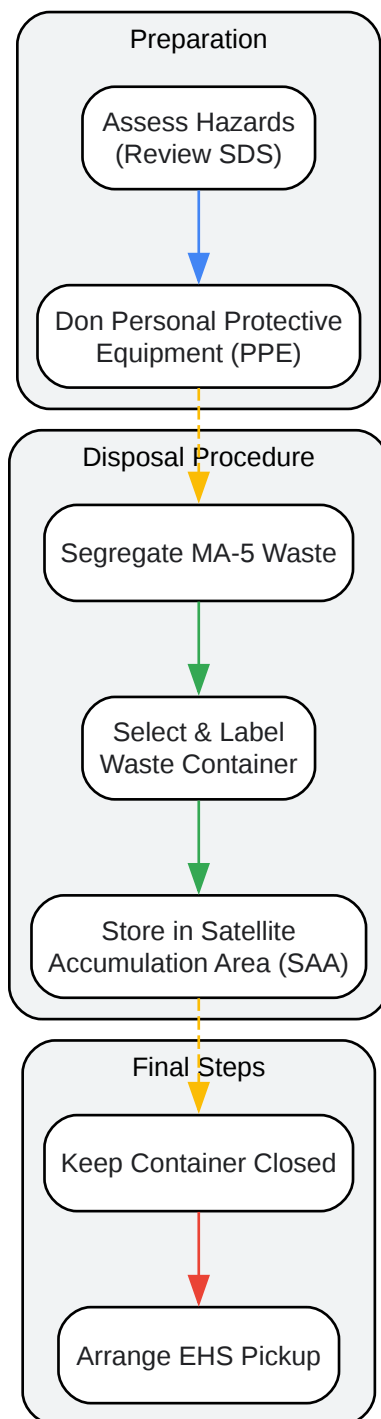 Preparation
Assess Hazards
(Review SDS)
Don Personal Protective
Equipment (PPE)
Disposal Procedure
Segregate MA-5 Waste
Select & Label
Waste Container
Store in Satellite
Accumulation Area (SAA)
Final Steps
Keep Container Closed
Arrange EHS Pickup